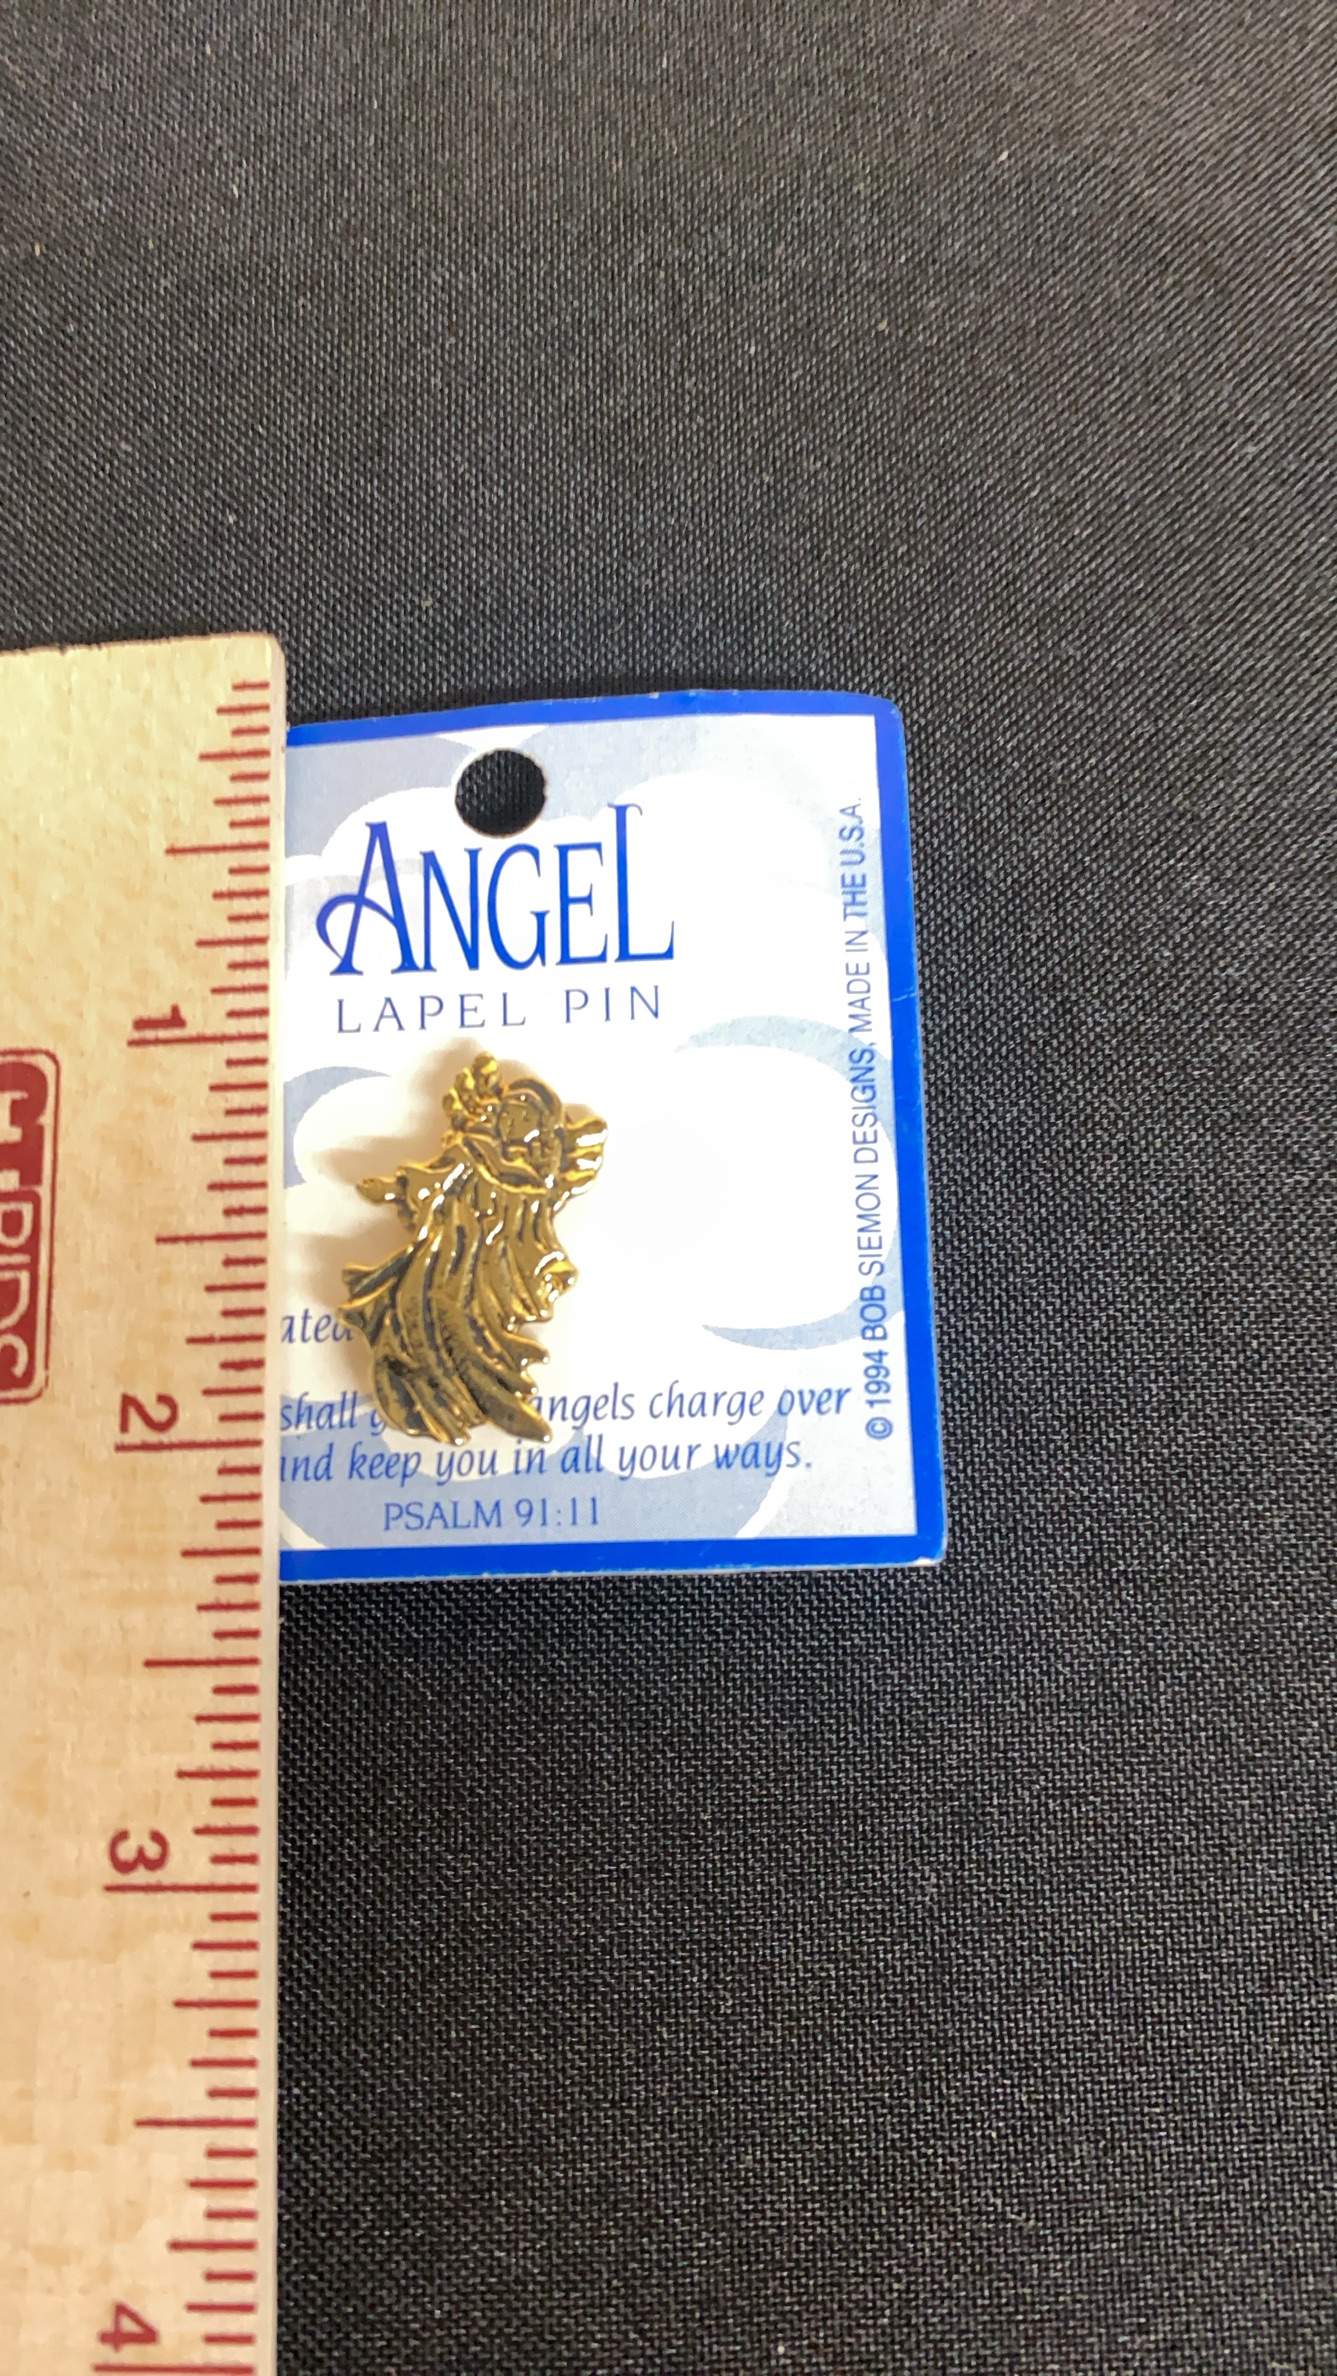 ANGEL
LAPEL PIN
shall angels charge over
and keep you in all your ways.
PSALM 91:11
© 1994 BOB SIEMON DESIGNS, MADE IN THE U.S.A.
1
2
3
4